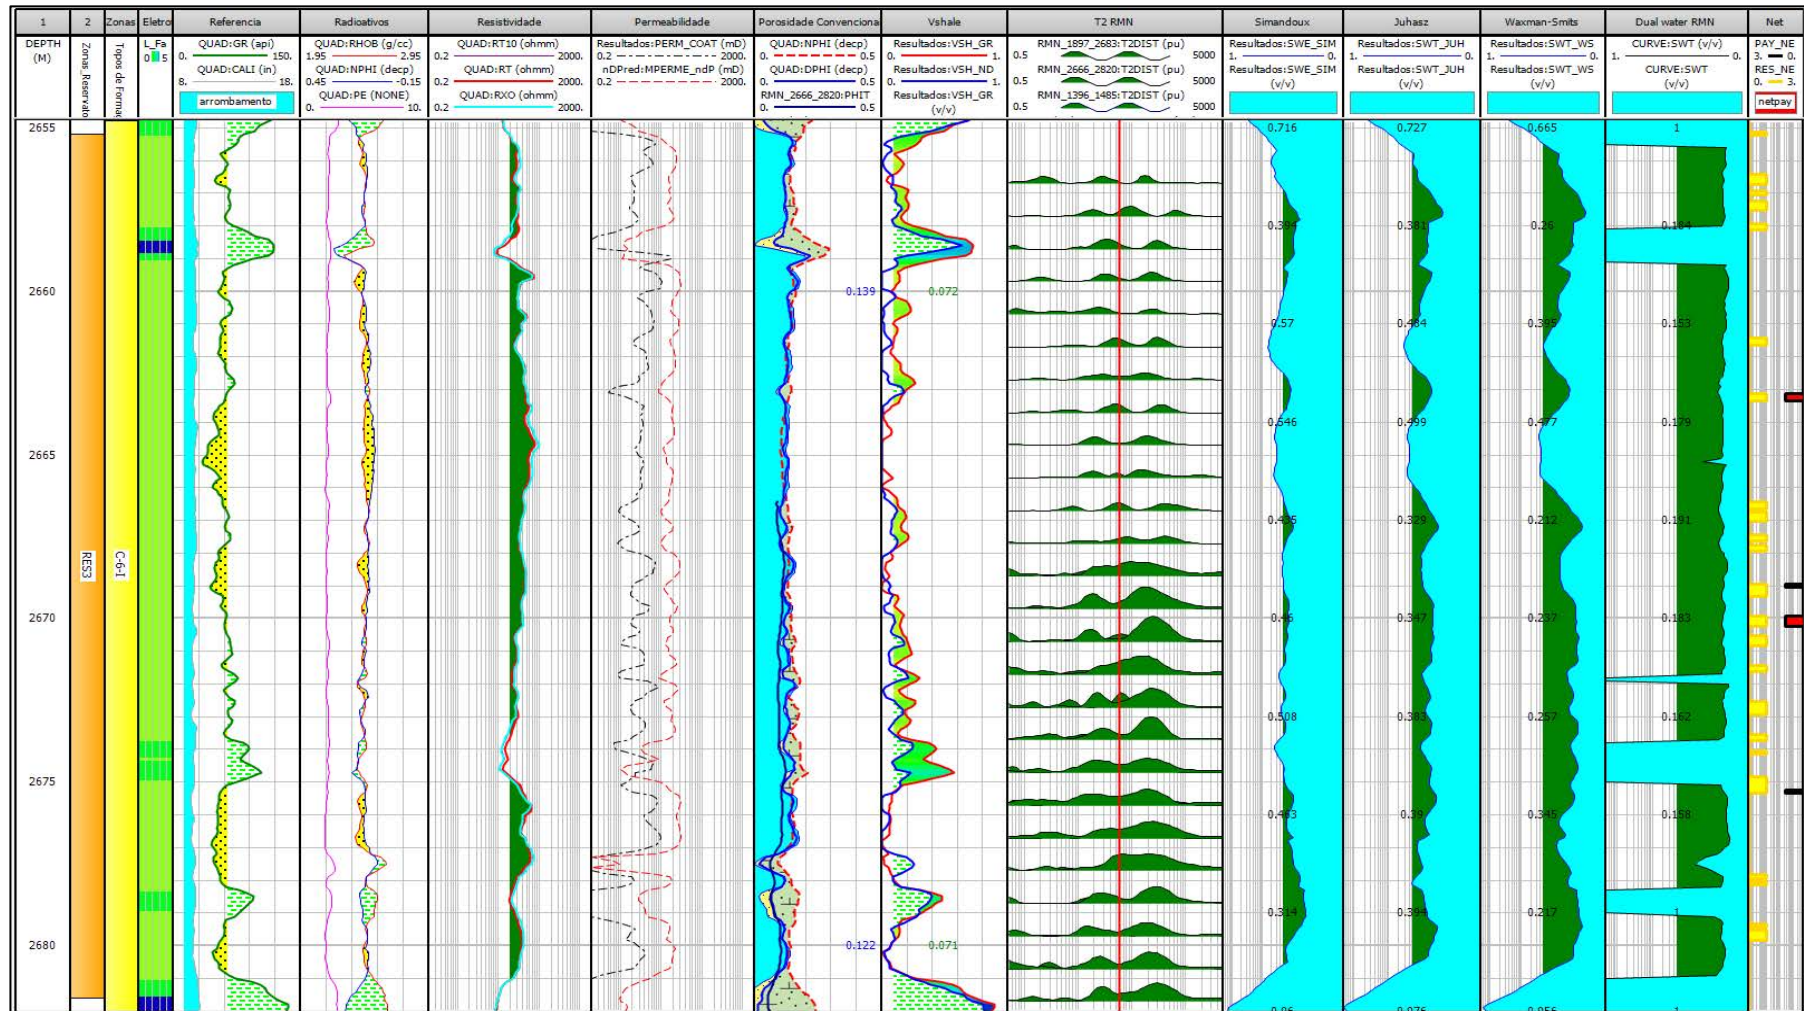 1 2 Zonas Eletro Referencia Radioativos Resistividade Permeabilidade Porosidade Convenciona Vshale T2 RMN Simandoux Juhasz Waxman-Smits Dual water RMN Net
DEPTH
(M)
Zonas_Reservato
Topos de Formaç
L_Fa
0 5
QUAD:GR (api)
0. 150.
QUAD:CALI (in)
8. 18.
arrombamento
QUAD:RHOB (g/cc)
1.95 2.95
QUAD:NPHI (decp)
0.45 -0.15
QUAD:PE (NONE)
0. 10.
QUAD:RT10 (ohmm)
0.2 2000.
QUAD:RT (ohmm)
0.2 2000.
QUAD:RXO (ohmm)
0.2 2000.
Resultados:PERM_COAT (mD)
0.2 2000.
nDPred:MPERME_ndP (mD)
0.2 2000.
QUAD:NPHI (decp)
0. 0.5
QUAD:DPHI (decp)
0. 0.5
RMN_2666_2820:PHIT
0. 0.5
Resultados:VSH_GR
0. 1.
Resultados:VSH_ND
0. 1.
Resultados:VSH_GR
(v/v)
RMN_1897_2683:T2DIST (pu)
0.5 5000
RMN_2666_2820:T2DIST (pu)
0.5 5000
RMN_1396_1485:T2DIST (pu)
0.5 5000
Resultados:SWE_SIM
1. 0.
Resultados:SWE_SIM
(v/v)
Resultados:SWT_JUH
1. 0.
Resultados:SWT_JUH
(v/v)
Resultados:SWT_WS
1. 0.
Resultados:SWT_WS
(v/v)
CURVE:SWT (v/v)
1. 0.
CURVE:SWT
(v/v)
PAY_NE
3. 0.
RES_NE
0. 3.
netpay
2655 0.716 0.727 0.665 1
0.394 0.381 0.26 0.184
2660 0.139 0.072
0.57 0.484 0.395 0.153
0.546 0.499 0.477 0.179
2665
0.435 0.329 0.212 0.191
RES3 C-6-I
2670 0.46 0.347 0.237 0.183
0.508 0.383 0.257 0.162
2675
0.483 0.39 0.345 0.158
0.314 0.394 0.217 1
2680 0.122 0.071
0.96 0.976 0.956 1